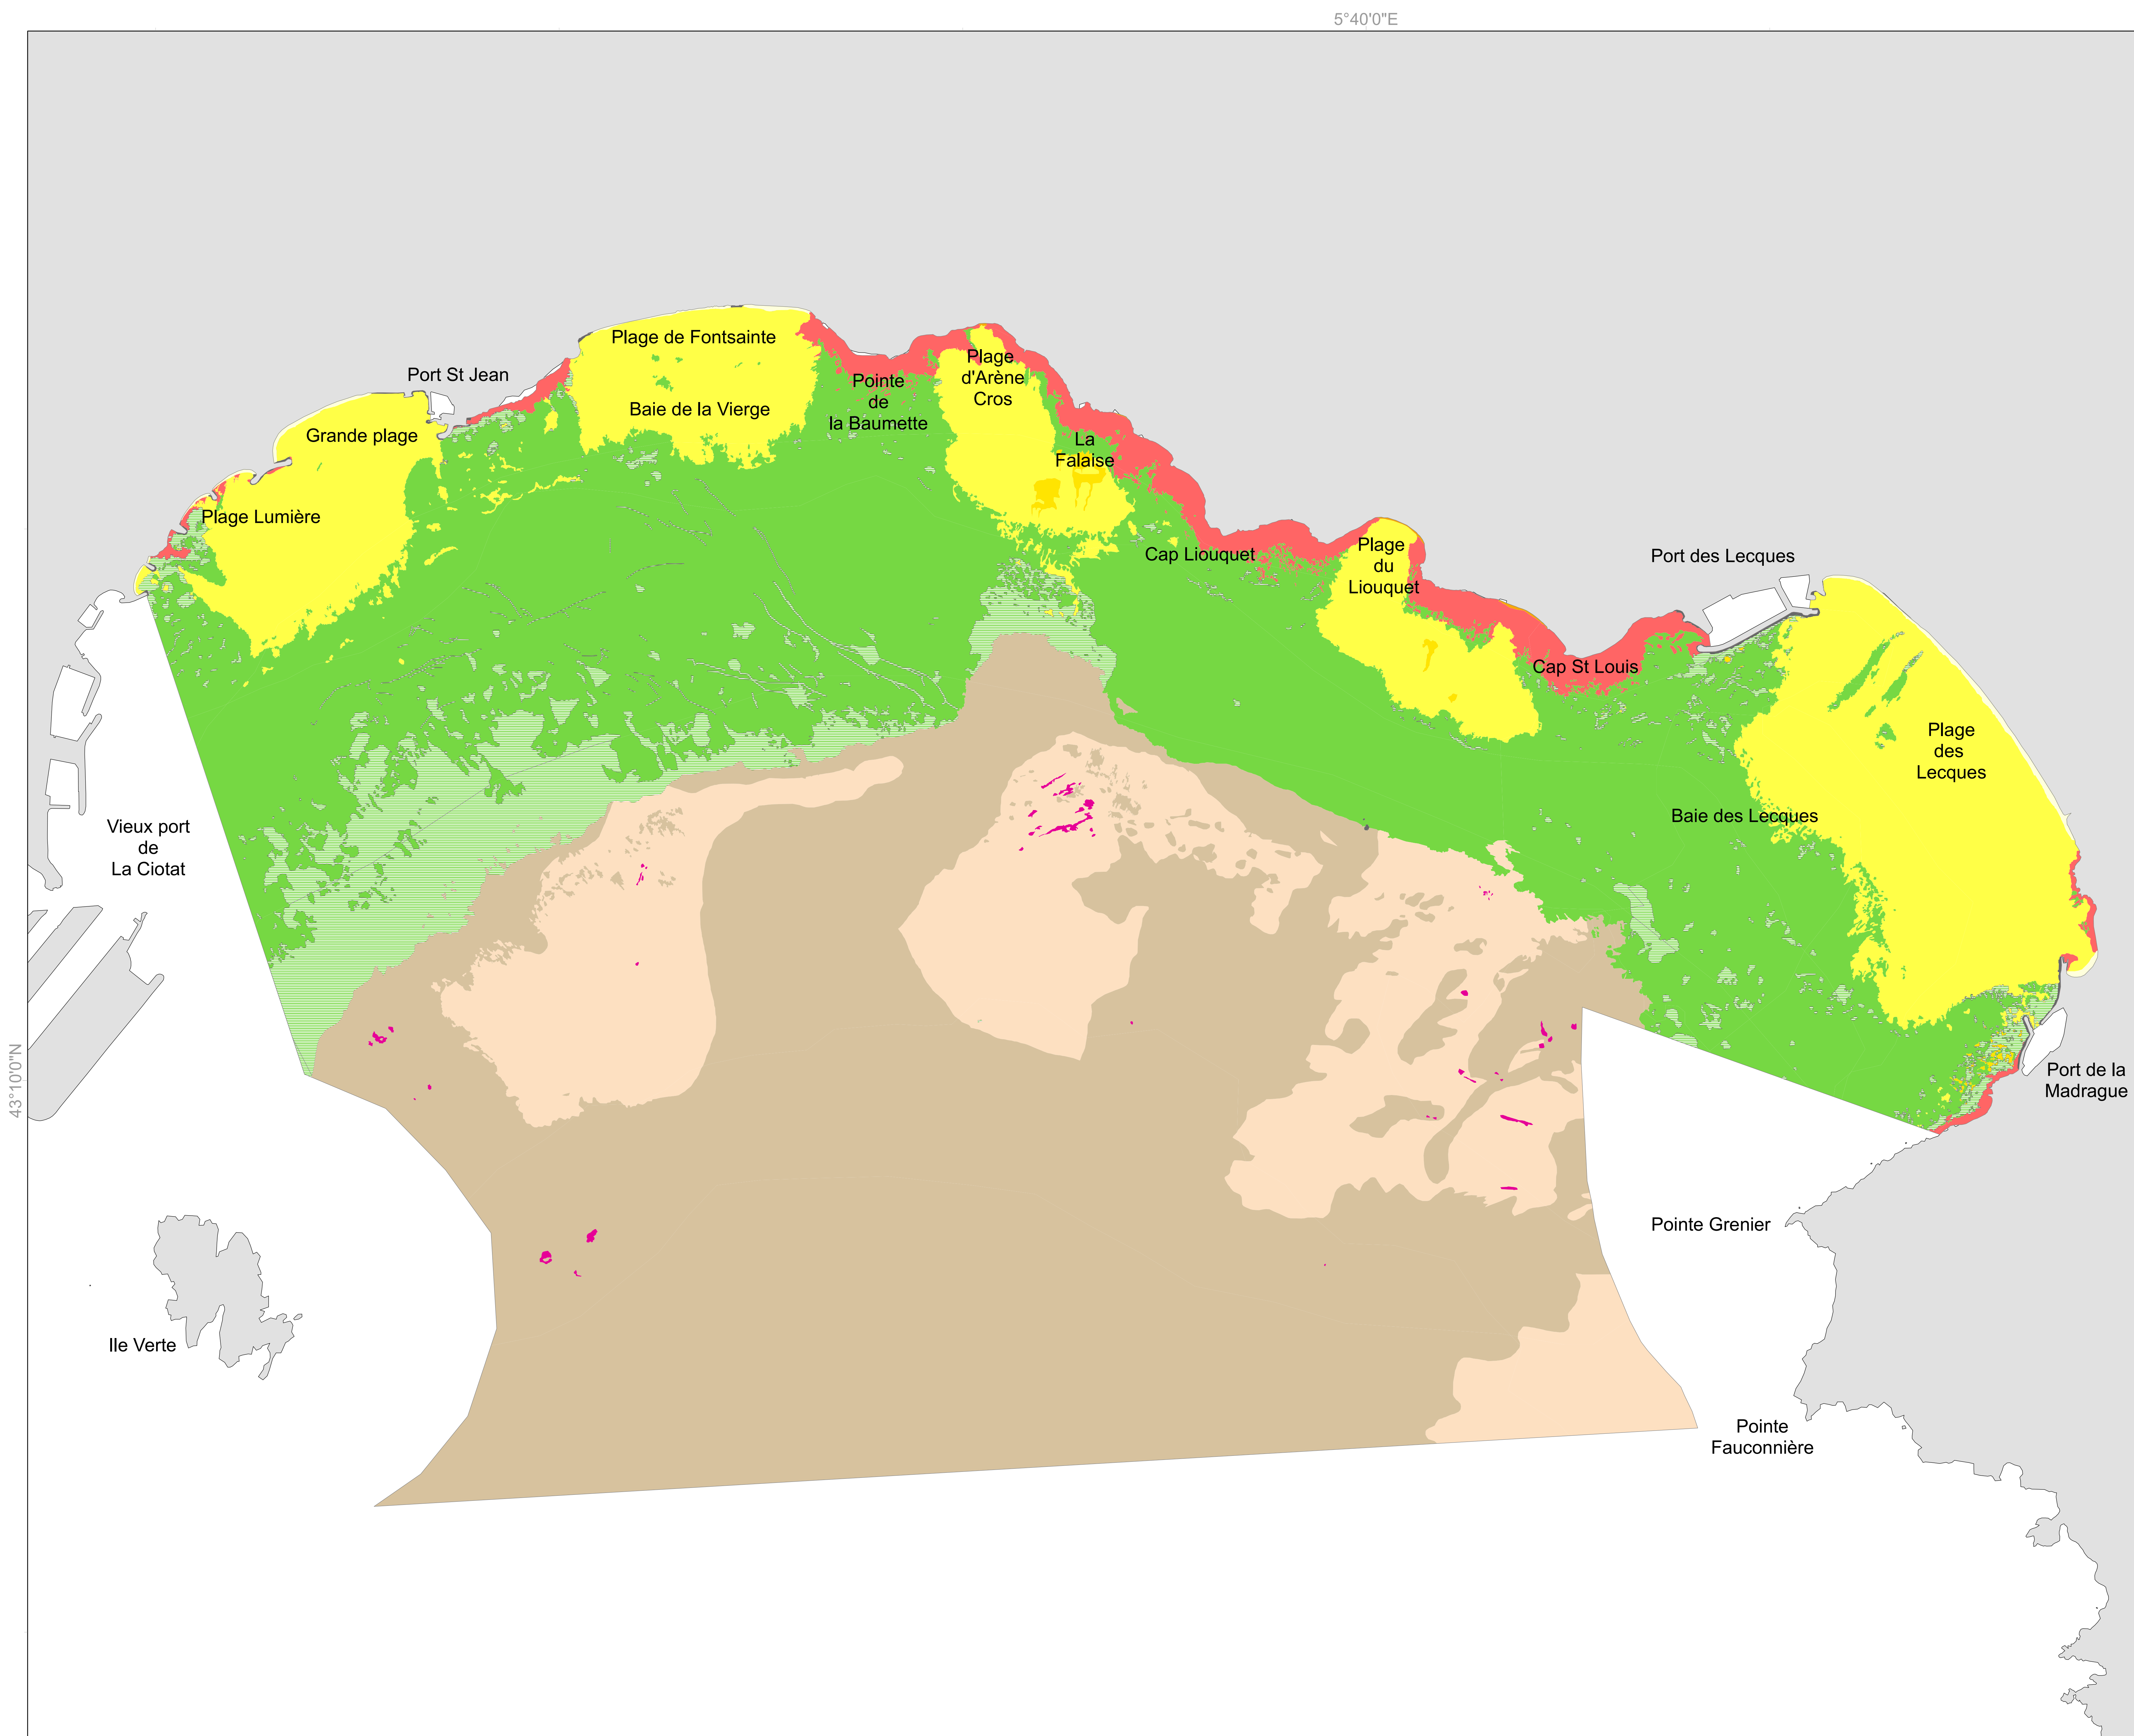 5°40'0"E
Plage de Fontsainte
Port St Jean
Plage
d'Arène
Cros
Pointe
de
la Baumette
Baie de la Vierge
Grande plage
La
Falaise
Plage Lumière
Cap Liouquet
Plage
du
Liouquet
Port des Lecques
Cap St Louis
Plage
des
Lecques
Baie des Lecques
Vieux port
de
La Ciotat
43°10'0"N
Port de la
Madrague
Pointe Grenier
Ile Verte
Pointe
Fauconnière